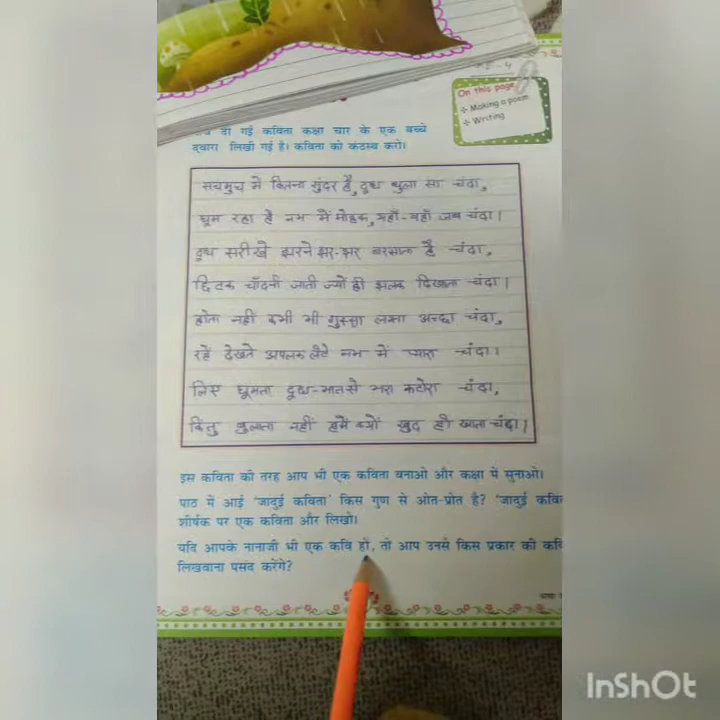 - 4
On this page
÷ Making a poem
÷ Writing
दी गई कविता कक्षा चार के एक बच्चे
द्वारा लिखी गई है। कविता को कंठस्थ करो।
सचमुच में कितना सुंदर है, दूध धुला सा चंदा,
घूम रहा है नभ में मोहक, यहाँ-वहाँ जब चंदा।
दूध सरीखे झरने झर-झर बरसाता है चंदा,
छिटक चाँदनी जाती ज्यों ही झलक दिखाता चंदा।
होता नहीं कभी भी गुस्सा लगता अच्छा चंदा,
रहें देखते अपलक लेटे नभ में प्यारा चंदा।
लिए घूमता दूध-भात से भरा कटोरा चंदा,
किंतु बुलाता नहीं हमें क्यों खुद ही खाता चंदा।
इस कविता की तरह आप भी एक कविता बनाओ और कक्षा में सुनाओ।
पाठ में आई 'जादुई कविता' किस गुण से ओत-प्रोत है? 'जादुई कवि
शीर्षक पर एक कविता और लिखो।
यदि आपके नानाजी भी एक कवि हों, तो आप उनसे किस प्रकार की कवि
लिखवाना पसंद करेंगे?
InShOt